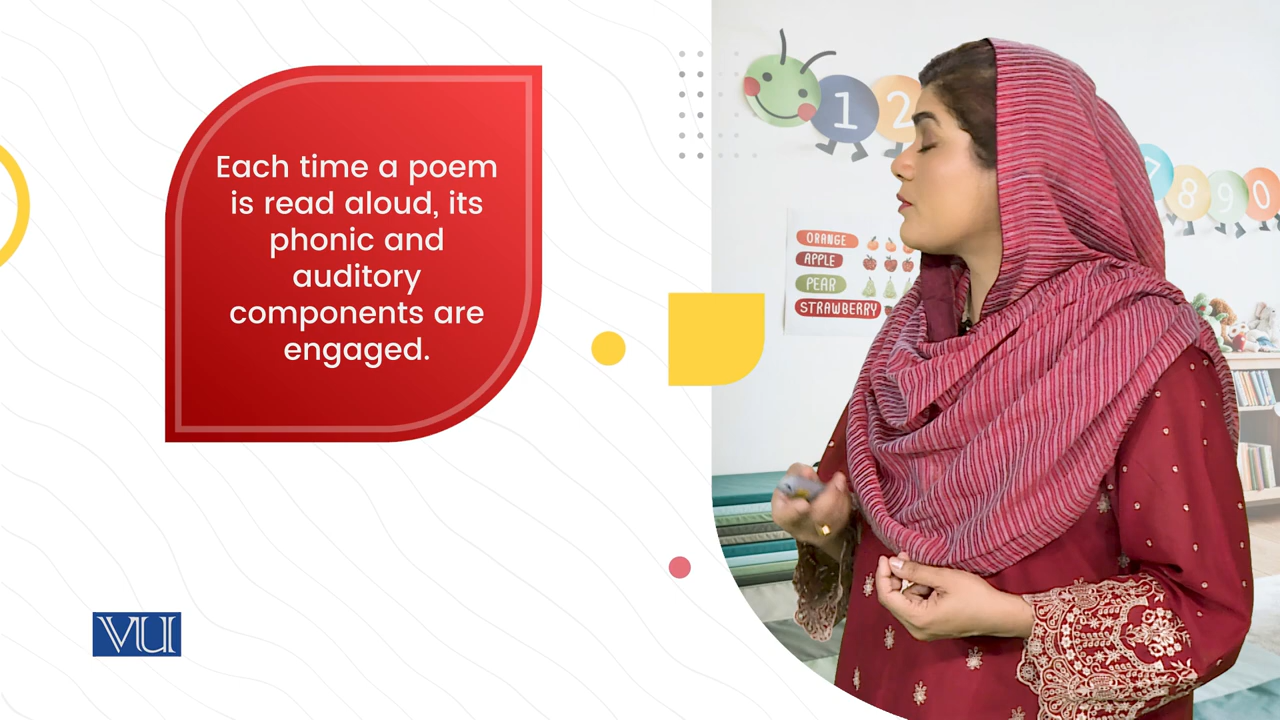 Each time a poem
is read aloud, its
phonic and
auditory
components are
engaged.
VUI
1 2
7 8 9 0
ORANGE
APPLE
PEAR
STRAWBERRY